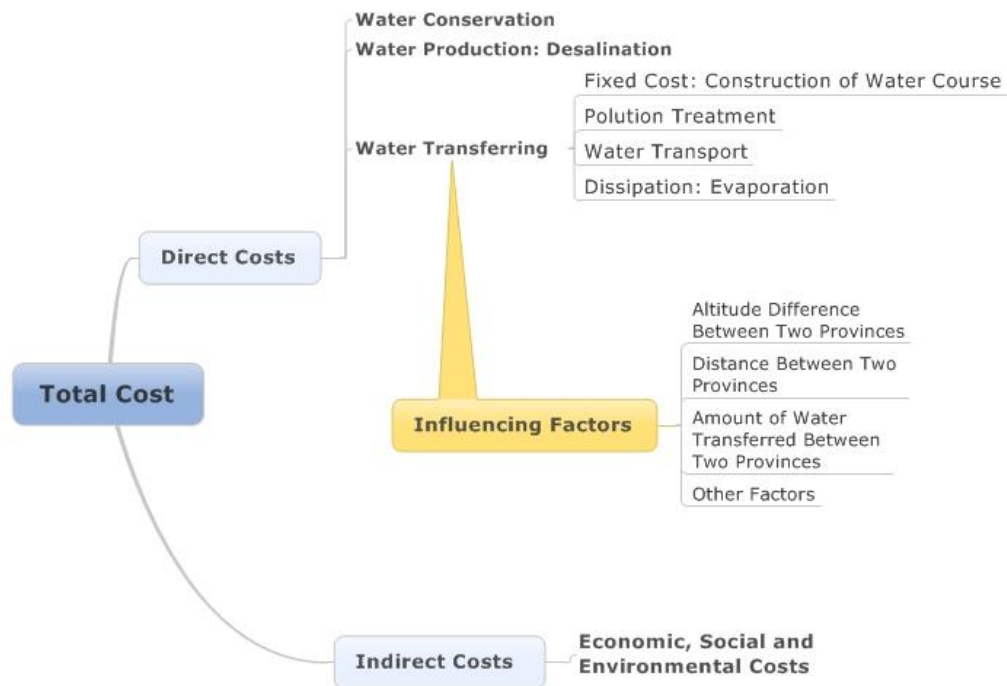 Water Conservation
Water Production: Desalination
Fixed Cost: Construction of Water Course
Polution Treatment
Water Transferring
Water Transport
Dissipation: Evaporation
Direct Costs
Altitude Difference
Between Two Provinces
Distance Between Two
Provinces
Total Cost
Influencing Factors
Amount of Water
Transferred Between
Two Provinces
Other Factors
Indirect Costs
Economic, Social and
Environmental Costs